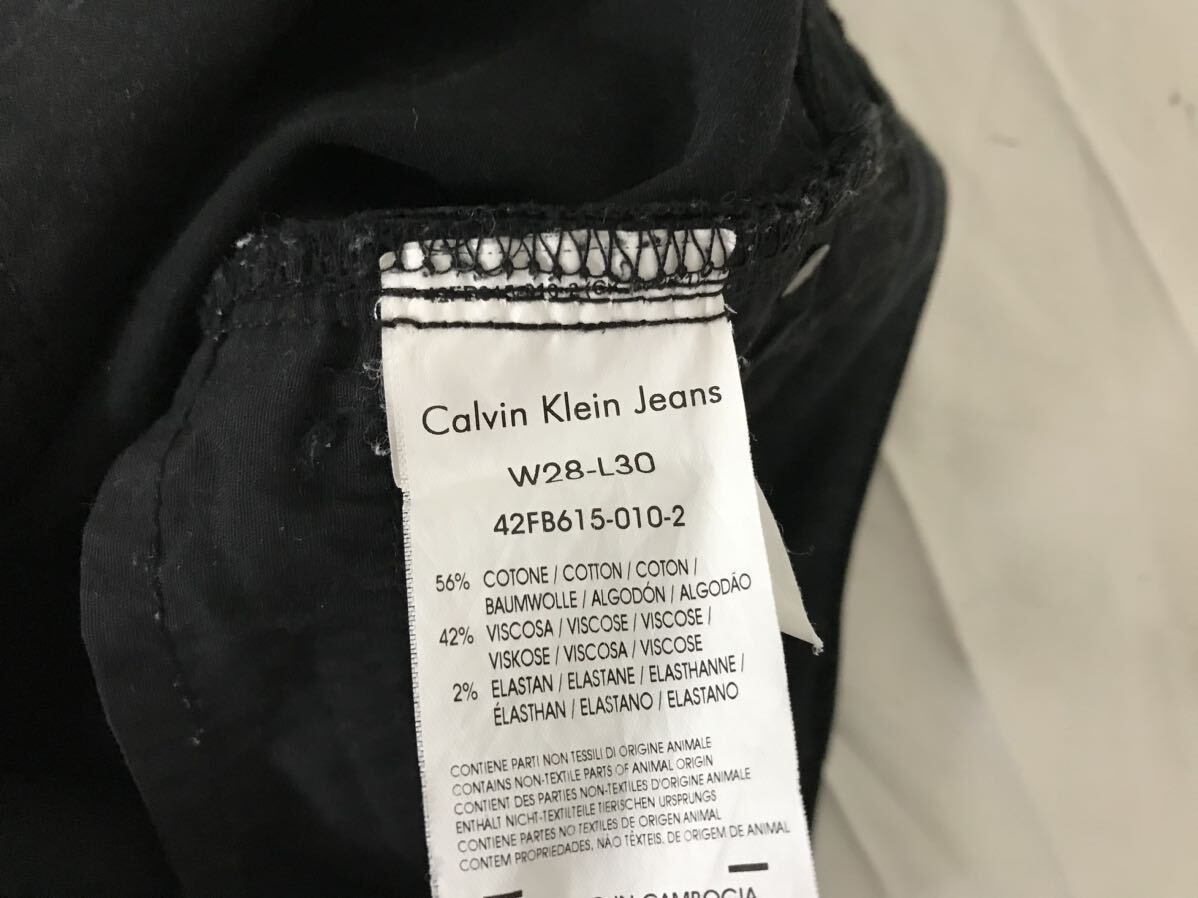 Calvin Klein Jeans
W28-L30
42FB615-010-2
56% COTONE / COTTON / COTON /
BAUMWOLLE / ALGODÓN / ALGODÃO
42% VISCOSA / VISCOSE / VISCOSE /
VISKOSE / VISCOSA / VISCOSE
2% ELASTAN / ELASTANE / ELASTHANNE /
ÉLASTHAN / ELASTANO / ELASTANO
CONTIENE PARTI NON TESSILI DI ORIGINE ANIMALE
CONTAINS NON-TEXTILE PARTS OF ANIMAL ORIGIN
CONTIENT DES PARTIES NON-TEXTILES D'ORIGINE ANIMALE
ENTHÄLT NICHT-TEXTILTEILE TIERISCHEN URSPRUNGS
CONTIENE PARTES NO TEXTILES DE ORIGEN ANIMAL
CONTEM PROPRIEDADES, NÃO TÊXTEIS, DE ORIGEM DE ANIMAL
IN CAMBOGIA